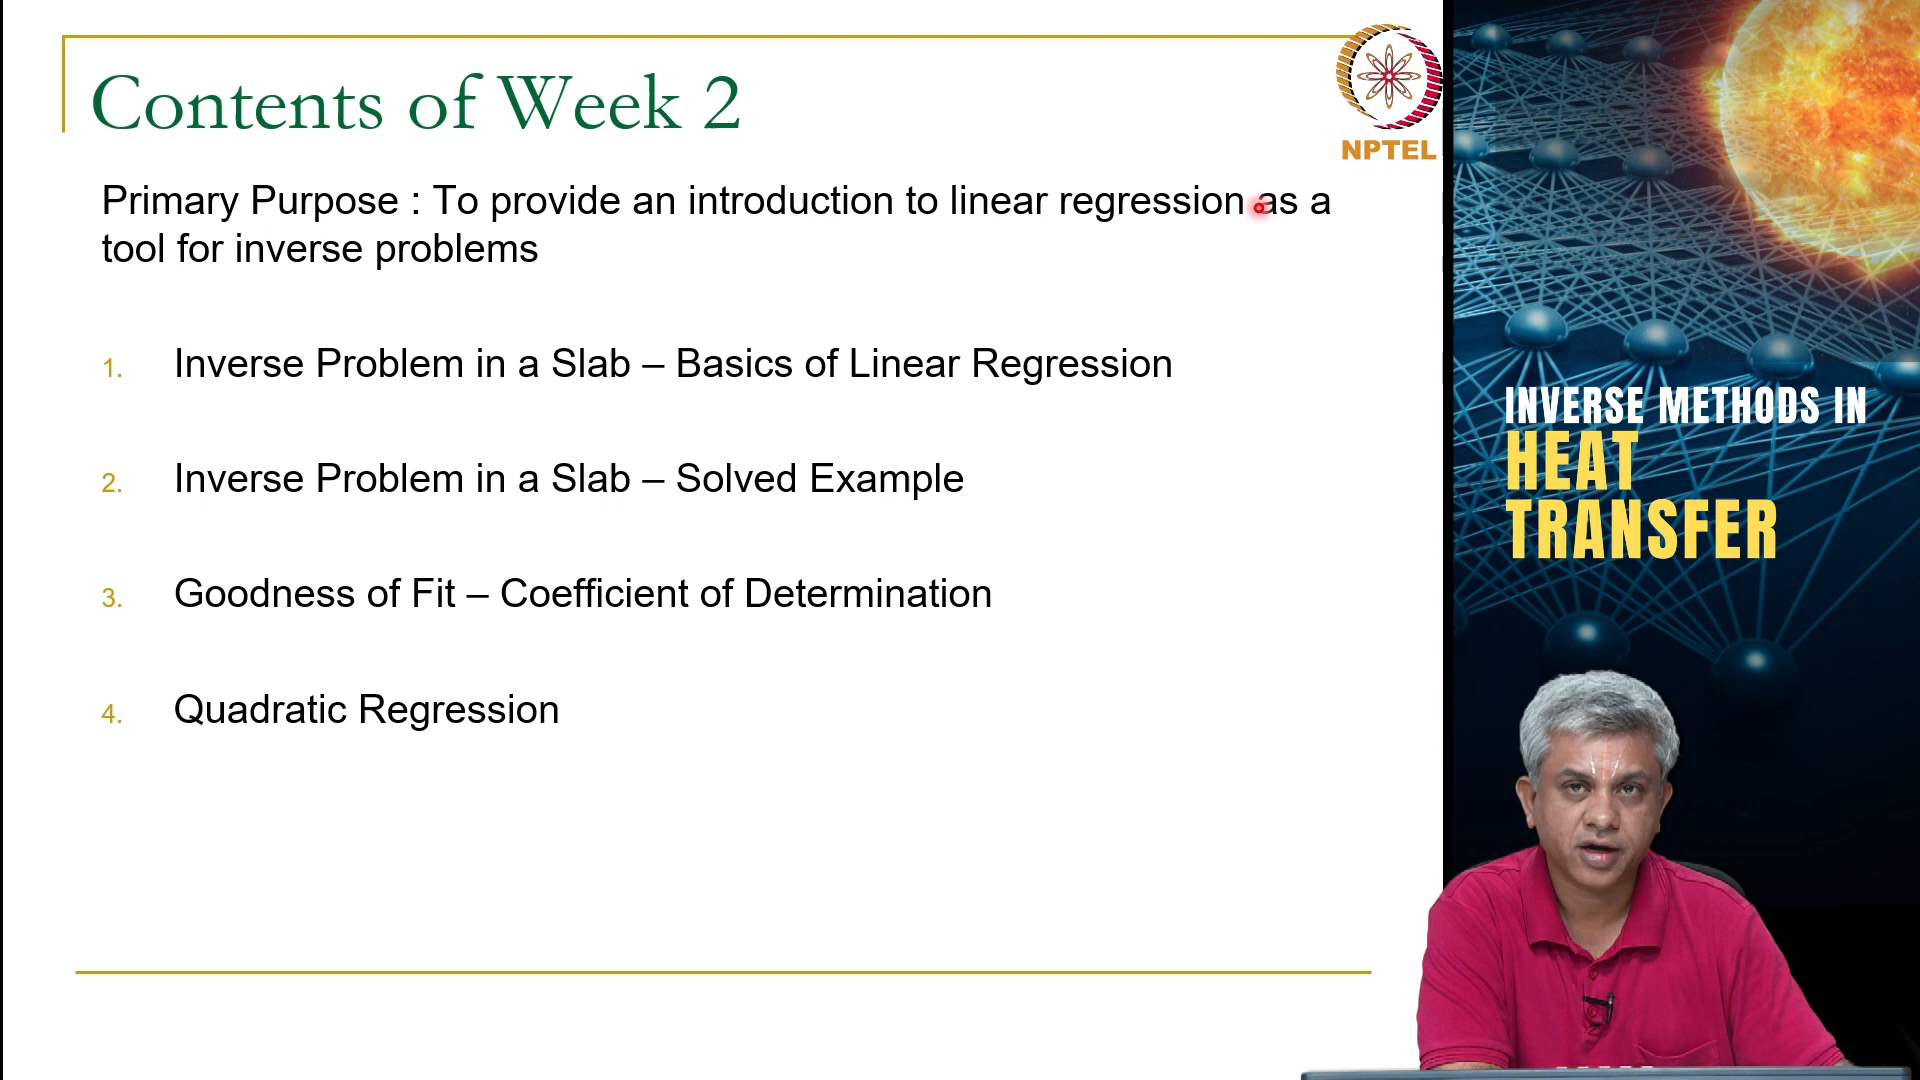 Contents of Week 2
NPTEL
Primary Purpose : To provide an introduction to linear regression as a
tool for inverse problems
1. Inverse Problem in a Slab – Basics of Linear Regression
2. Inverse Problem in a Slab – Solved Example
3. Goodness of Fit – Coefficient of Determination
4. Quadratic Regression
INVERSE METHODS IN
HEAT
TRANSFER